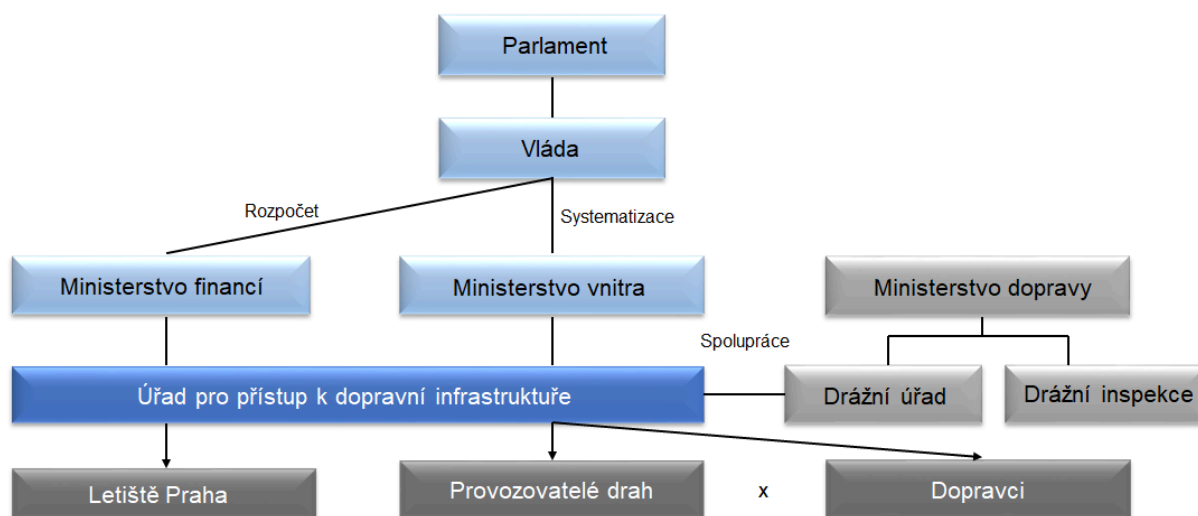 Parlament
Vláda
Rozpočet
Systematizace
Ministerstvo financí
Ministerstvo vnitra
Ministerstvo dopravy
Spolupráce
Úřad pro přístup k dopravní infrastruktuře
Drážní úřad
Drážní inspekce
Letiště Praha
Provozovatelé drah
x
Dopravci